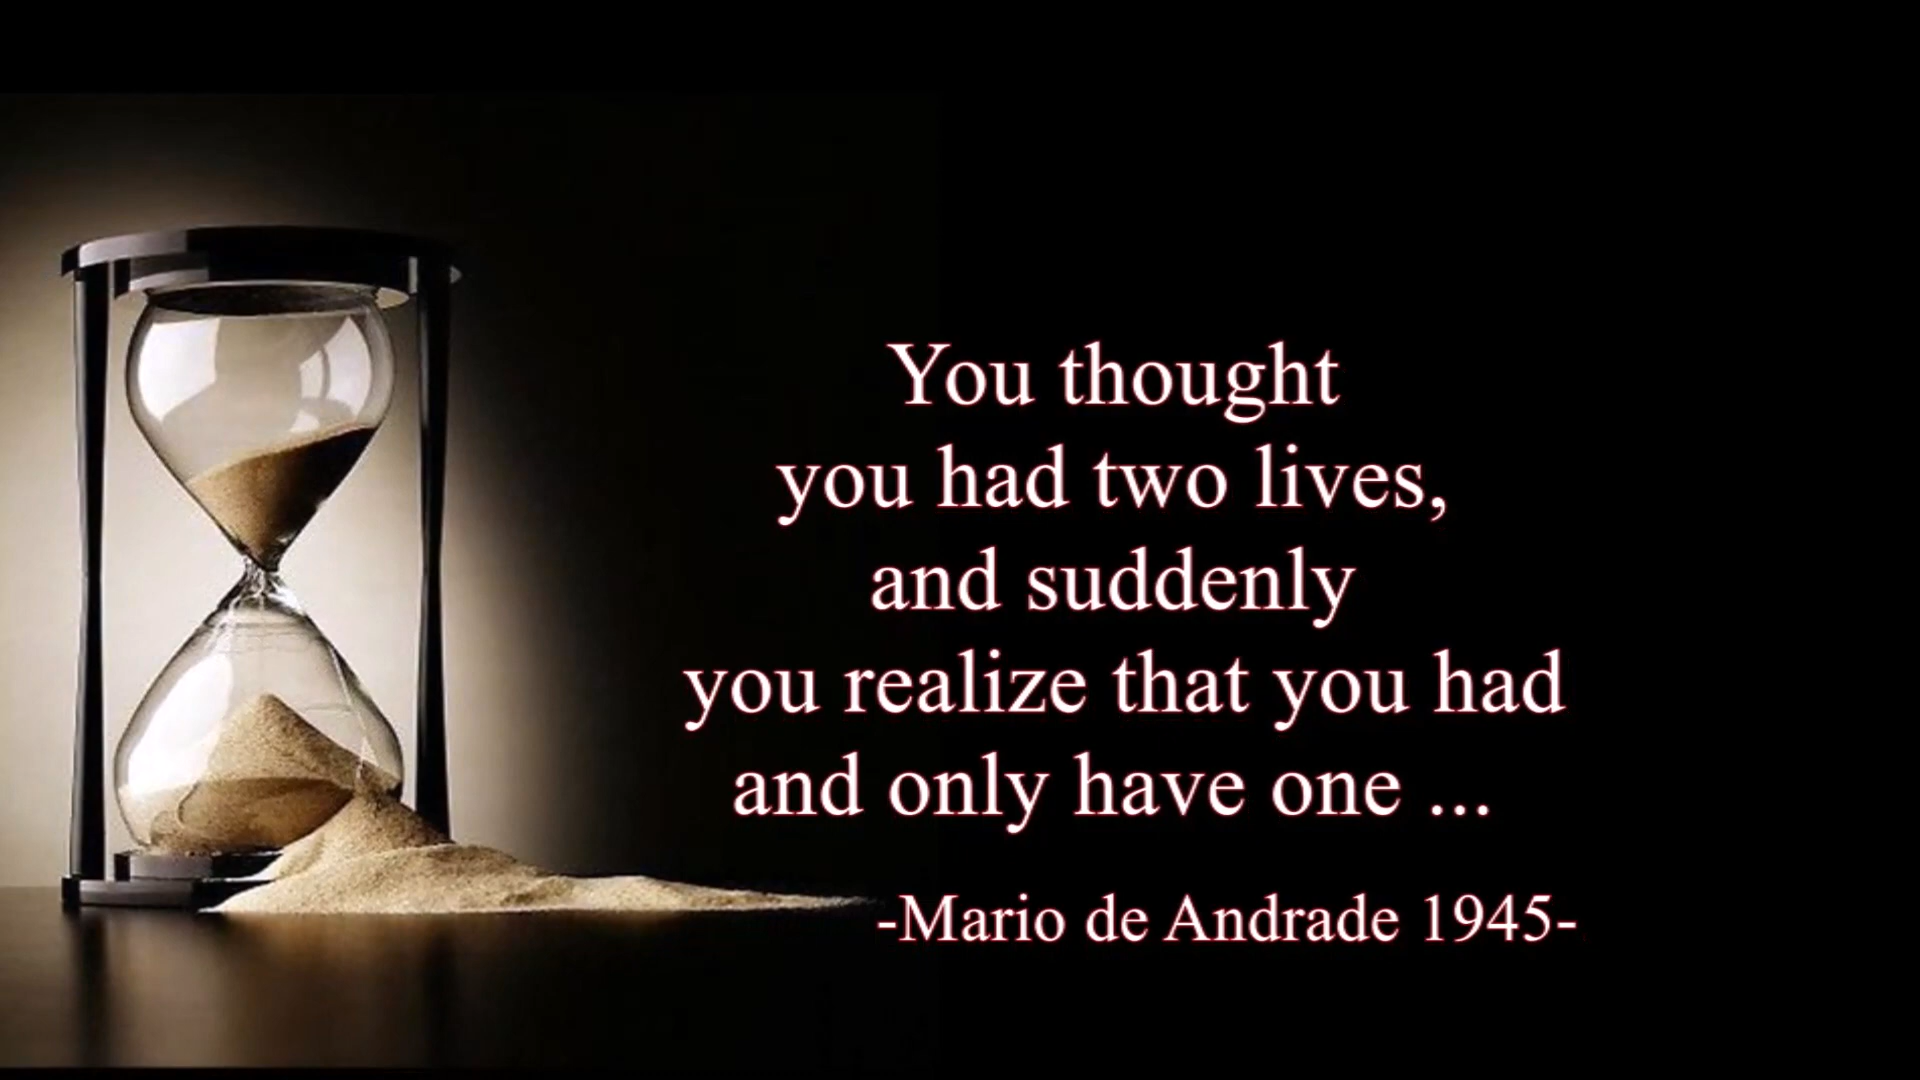 You thought
you had two lives,
and suddenly
you realize that you had
and only have one ...
-Mario de Andrade 1945-